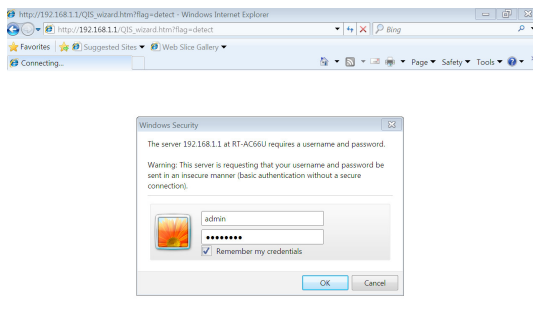 http://192.168.1.1/QIS_wizard.htm?flag=detect - Windows Internet Explorer
http://192.168.1.1/QIS_wizard.htm?flag=detect
Bing
Favorites Suggested Sites Web Slice Gallery
Connecting... Page Safety Tools
Windows Security
The server 192.168.1.1 at RT-AC66U requires a username and password.
Warning: This server is requesting that your username and password be
sent in an insecure manner (basic authentication without a secure
connection).
admin
••••••••
Remember my credentials
OK Cancel